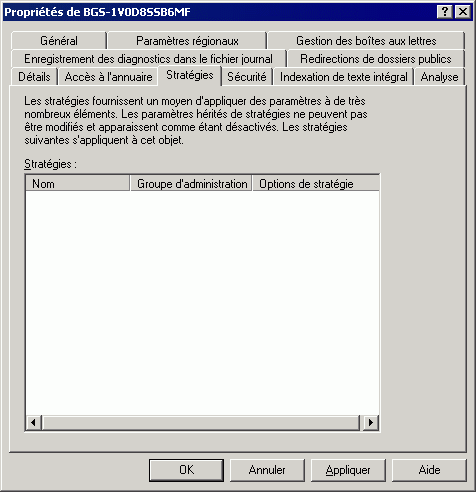 Propriétés de BGS-1V0D8SSB6MF
Général Paramètres régionaux Gestion des boîtes aux lettres
Enregistrement des diagnostics dans le fichier journal Redirections de dossiers publics
Détails Accès à l'annuaire Stratégies Sécurité Indexation de texte intégral Analyse
Les stratégies fournissent un moyen d'appliquer des paramètres à de très
nombreux éléments. Les paramètres hérités de stratégies ne peuvent pas
être modifiés et apparaissent comme étant désactivés. Les stratégies
suivantes s'appliquent à cet objet.
Stratégies :
Nom Groupe d'administration Options de stratégie
OK Annuler Appliquer Aide